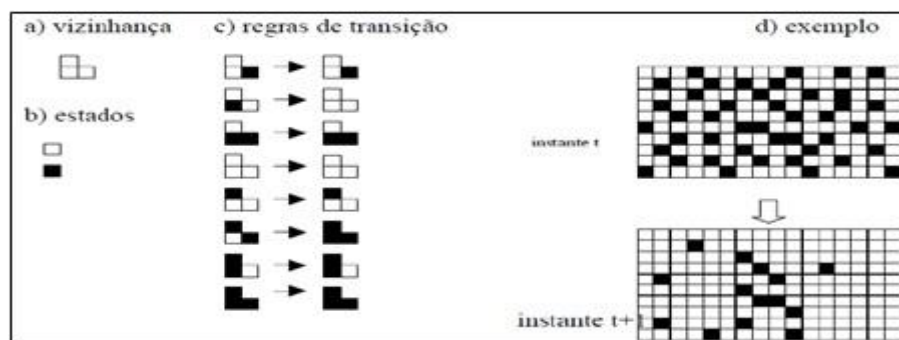 a) vizinhança
c) regras de transição
d) exemplo
b) estados
instante t
instante t+1